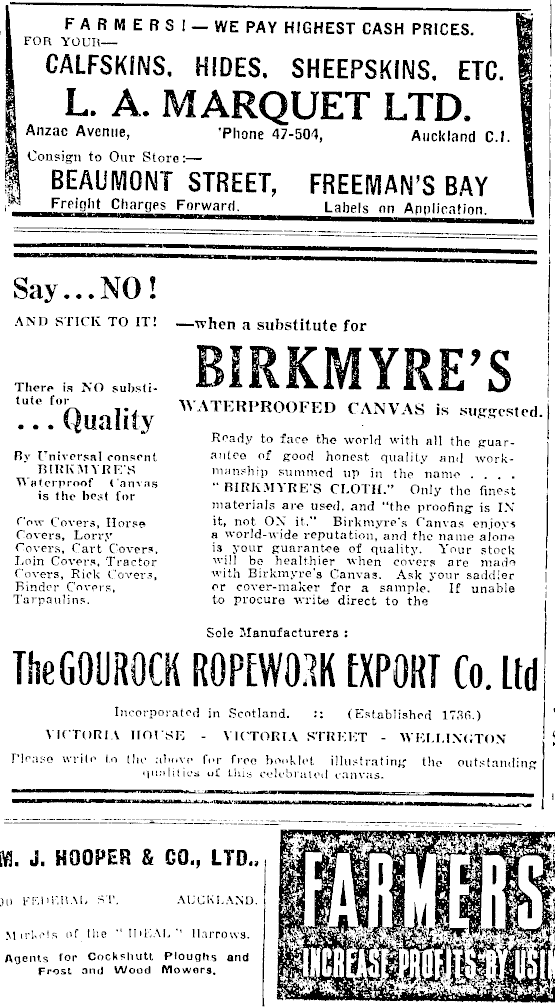 FARMERS!—WE PAY HIGHEST CASH PRICES.
FOR YOUR—
CALFSKINS, HIDES, SHEEPSKINS, ETC.
L. A. MARQUET LTD.
Anzac Avenue, 'Phone 47-504, Auckland C.1.
Consign to Our Store:—
BEAUMONT STREET, FREEMAN'S BAY
Freight Charges Forward. Labels on Application.
Say...NO!
AND STICK TO IT!
There is NO substi-
tute for
...Quality
By Universal consent
BIRKMYRE'S
Waterproof Canvas
is the best for
Cow Covers, Horse
Covers, Lorry
Covers, Cart Covers,
Loin Covers, Tractor
Covers, Rick Covers,
Binder Covers,
Tarpaulins.
—when a substitute for
BIRKMYRE'S
WATERPROOFED CANVAS is suggested.
Ready to face the world with all the guar-
antee of good honest quality and work-
manship summed up in the name . . . .
"BIRKMYRE'S CLOTH." Only the finest
materials are used, and "the proofing is IN
it, not ON it." Birkmyre's Canvas enjoys
a world-wide reputation, and the name alone
is your guarantee of quality. Your stock
will be healthier when covers are made
with Birkmyre's Canvas. Ask your saddler
or cover-maker for a sample. If unable
to procure write direct to the
Sole Manufacturers:
The GOUROCK ROPEWORK EXPORT Co. Ltd
Incorporated in Scotland. :: (Established 1736.)
VICTORIA HOUSE - VICTORIA STREET - WELLINGTON
Please write to the above for free booklet illustrating the outstanding
qualities of this celebrated canvas.
M. J. HOOPER & CO., LTD.,
FEDERAL ST. AUCKLAND.
of the "IDEAL" Harrows.
Agents for Cockshutt Ploughs and
Frost and Wood Mowers.
FARMERS
INCREASE PROFITS BY USIN